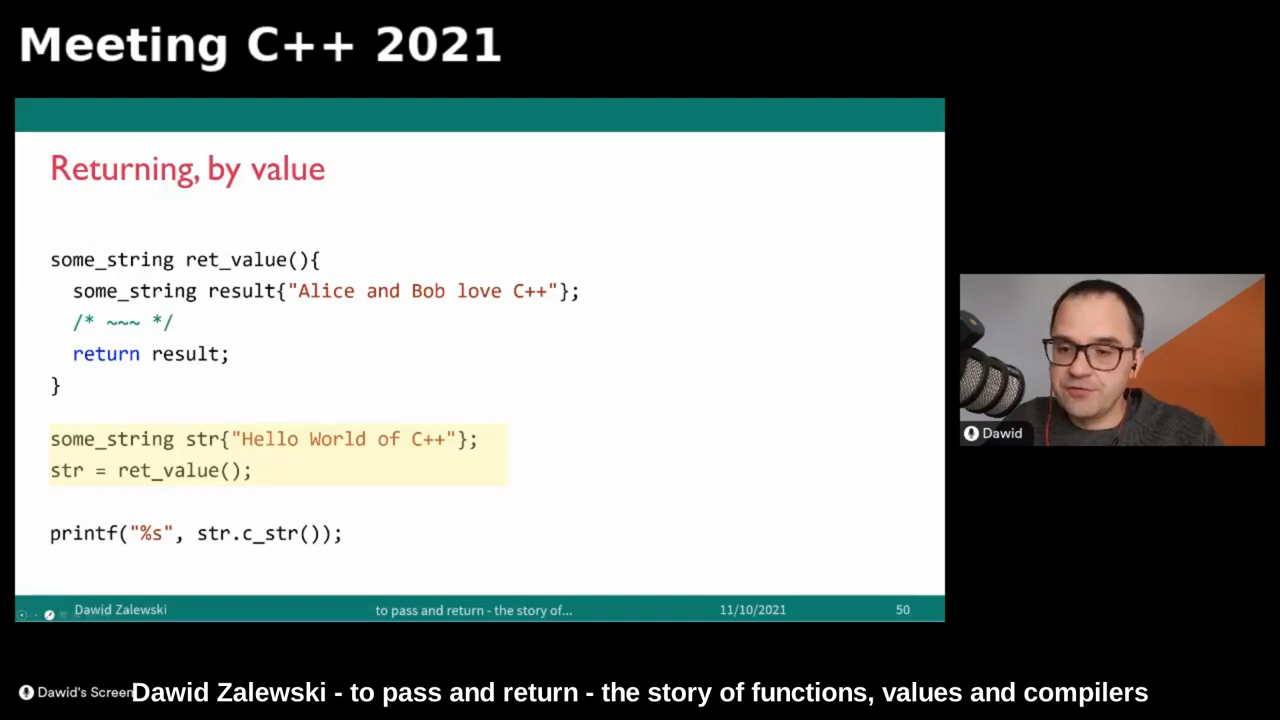 Meeting C++ 2021
Returning, by value
some_string ret_value(){
  some_string result{"Alice and Bob love C++"};
  /* ~~~ */
  return result;
}
some_string str{"Hello World of C++"};
str = ret_value();
printf("%s", str.c_str());
Dawid
Dawid Zalewski
to pass and return - the story of...
11/10/2021
50
Dawid's Screen
Dawid Zalewski - to pass and return - the story of functions, values and compilers